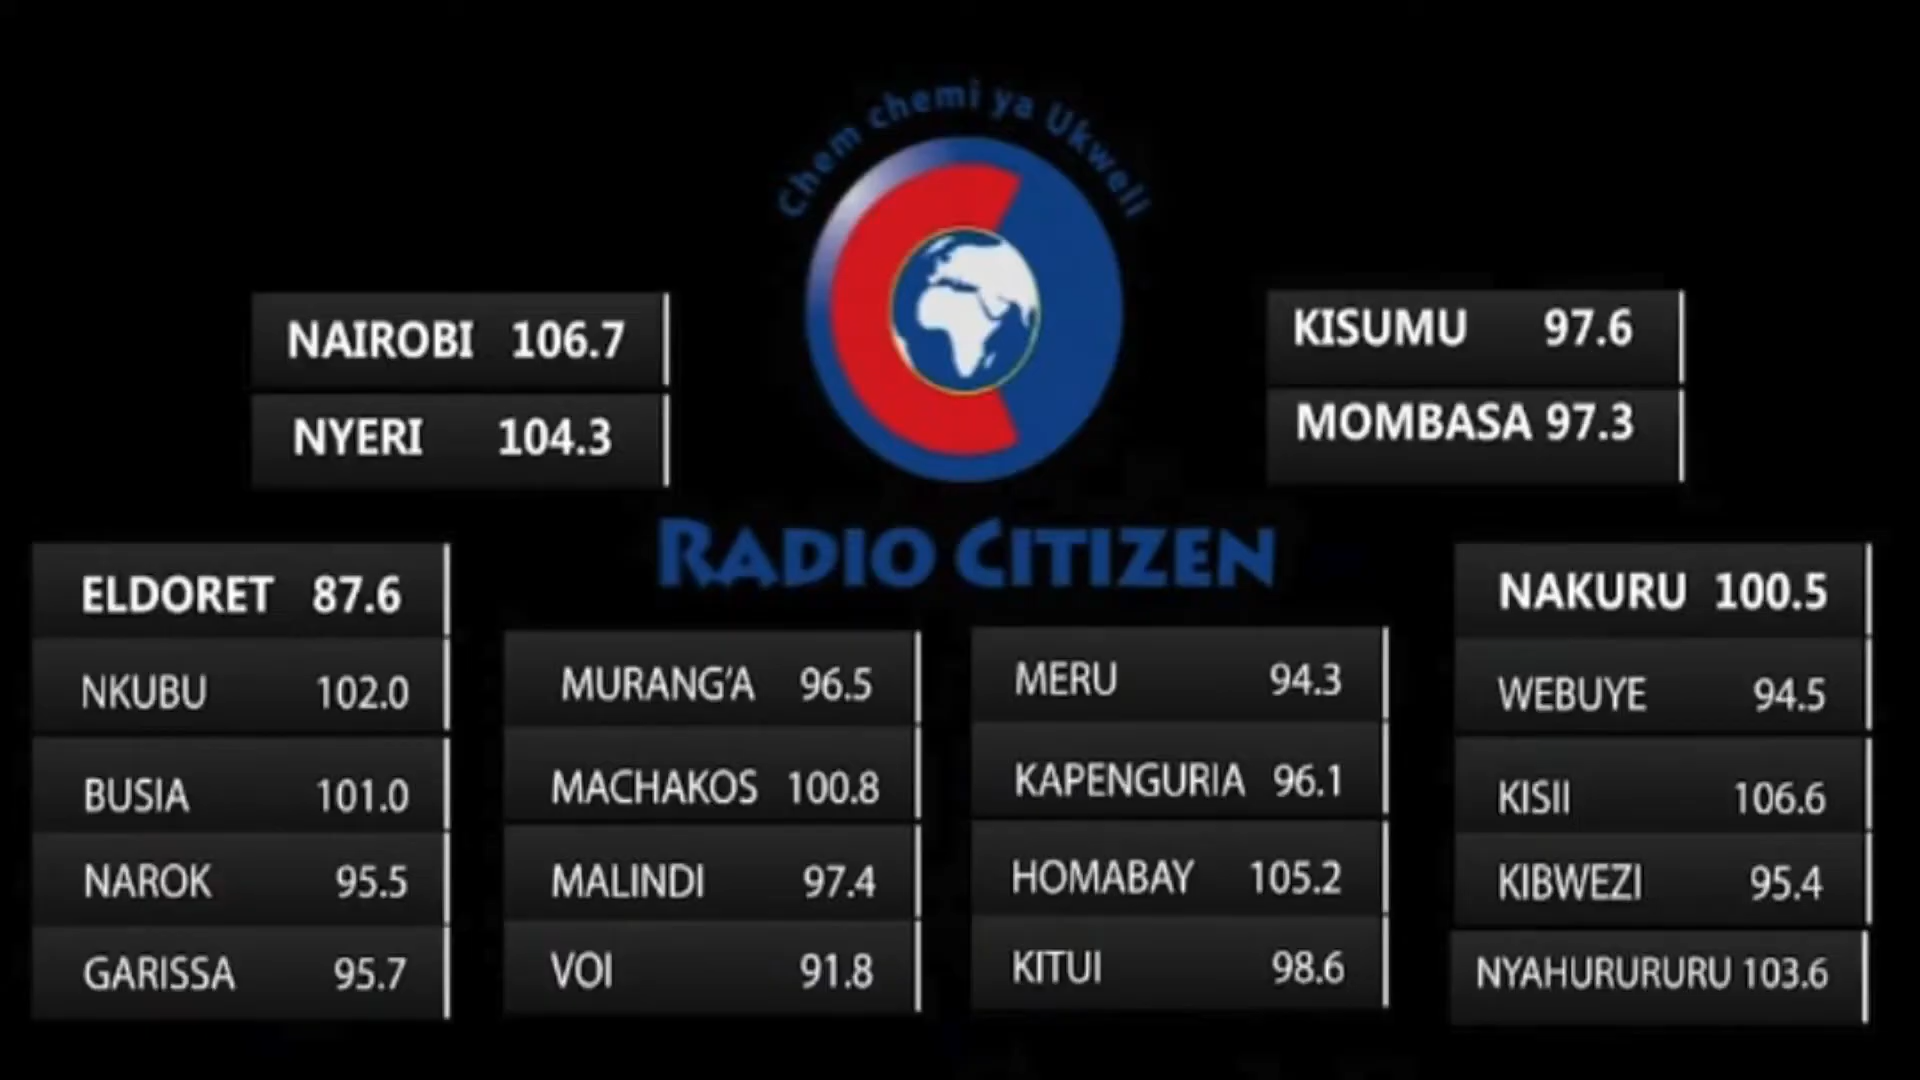 Chem chemi ya Ukweli
NAIROBI 106.7
NYERI 104.3
KISUMU 97.6
MOMBASA 97.3
RADIO CITIZEN
ELDORET 87.6
NKUBU 102.0
BUSIA 101.0
NAROK 95.5
GARISSA 95.7
MURANG'A 96.5
MACHAKOS 100.8
MALINDI 97.4
VOI 91.8
MERU 94.3
KAPENGURIA 96.1
HOMABAY 105.2
KITUI 98.6
NAKURU 100.5
WEBUYE 94.5
KISII 106.6
KIBWEZI 95.4
NYAHURURURU 103.6